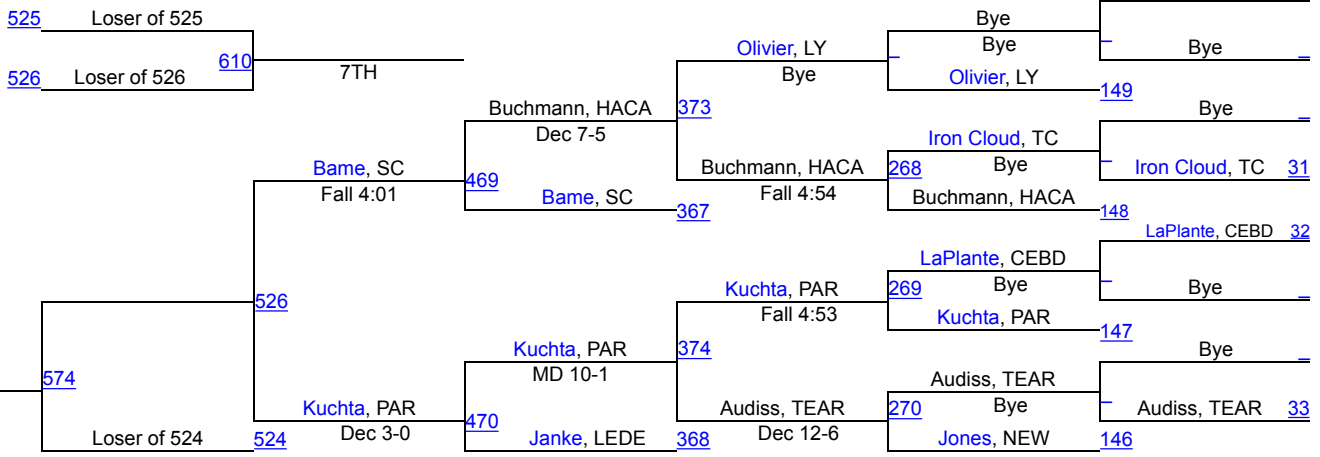 525 Loser of 525
610
7TH
526 Loser of 526
Bame, SC
Fall 4:01
526
574
Kuchta, PAR
Dec 3-0
Loser of 524 524
Buchmann, HACA
Dec 7-5
469
Bame, SC 367
Kuchta, PAR
MD 10-1
470
Janke, LEDE 368
Olivier, LY
Bye
373
Buchmann, HACA
Fall 4:54
Kuchta, PAR
Fall 4:53
374
Audiss, TEAR
Dec 12-6
Bye
Bye
Olivier, LY 149
Iron Cloud, TC
268 Bye
Buchmann, HACA 148
LaPlante, CEBD
269 Bye
Kuchta, PAR 147
Audiss, TEAR
270 Bye
Jones, NEW 146
Bye
Bye
Iron Cloud, TC 31
LaPlante, CEBD 32
Bye
Bye
Audiss, TEAR 33